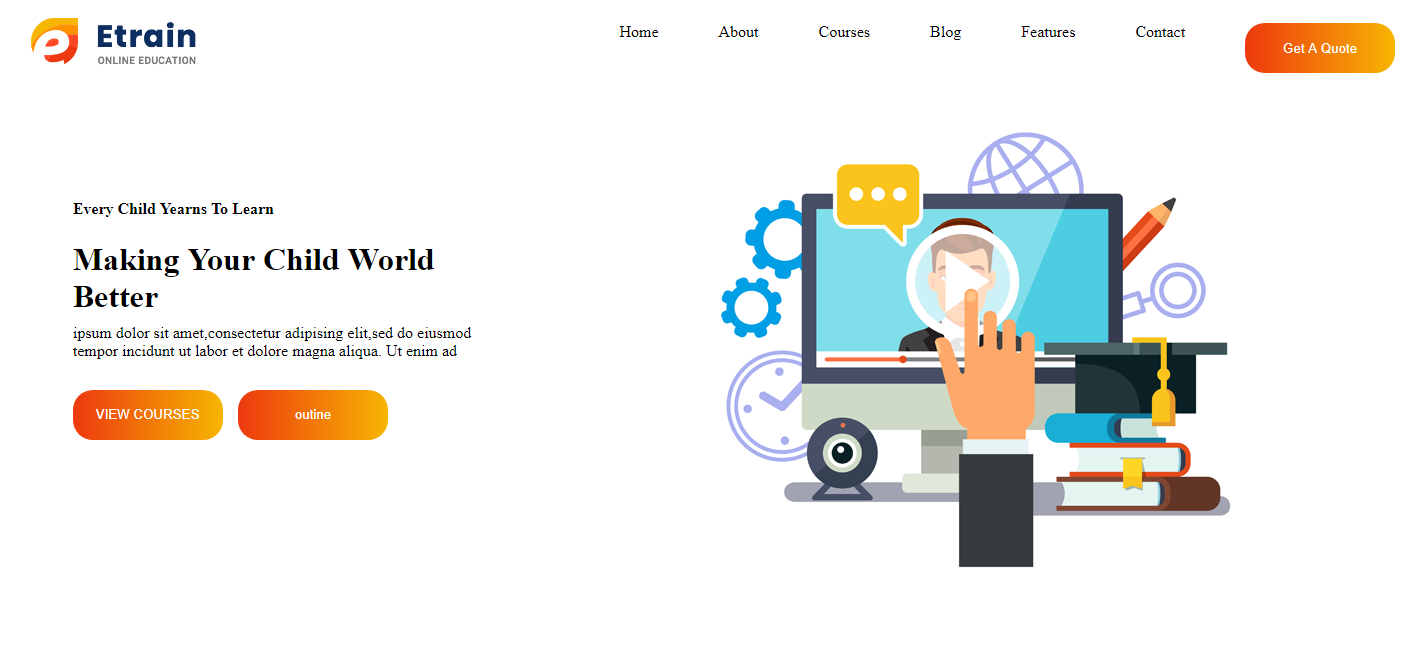 Etrain
ONLINE EDUCATION
Home About Courses Blog Features Contact Get A Quote
Every Child Yearns To Learn
Making Your Child World
Better
ipsum dolor sit amet,consectetur adipising elit,sed do eiusmod
tempor incidunt ut labor et dolore magna aliqua. Ut enim ad
VIEW COURSES outine